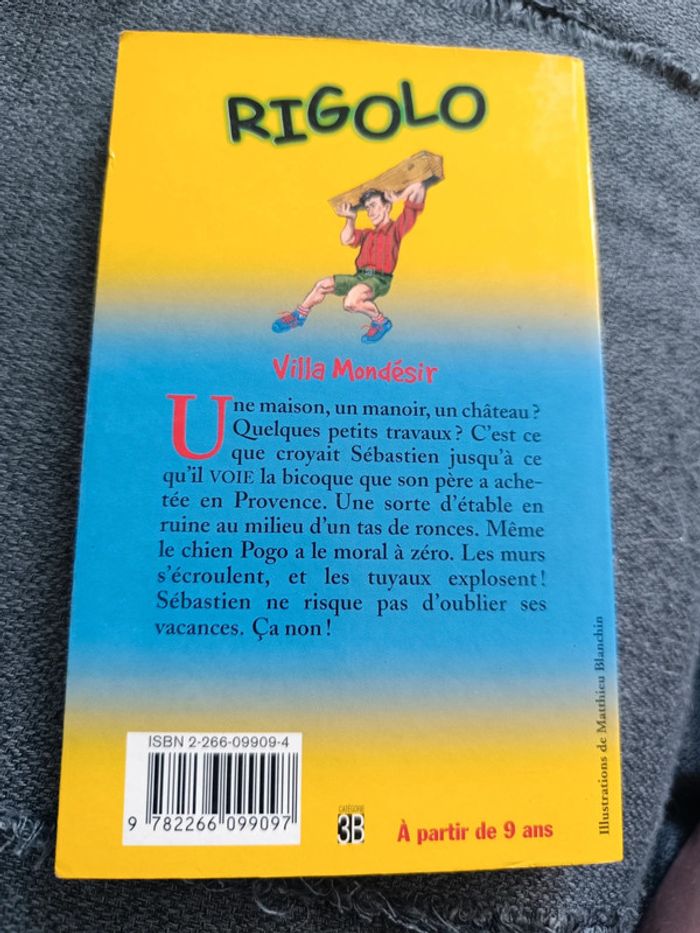 RIGOLO
Villa Mondésir
Une maison, un manoir, un château ?
Quelques petits travaux ? C'est ce
que croyait Sébastien jusqu'à ce
qu'il VOIE la bicoque que son père a ache-
tée en Provence. Une sorte d'étable en
ruine au milieu d'un tas de ronces. Même
le chien Pogo a le moral à zéro. Les murs
s'écroulent, et les tuyaux explosent !
Sébastien ne risque pas d'oublier ses
vacances. Ça non !
Illustrations de Matthieu Blanchin
ISBN 2-266-09909-4
9 782266 099097
CATÉGORIE
3B
À partir de 9 ans